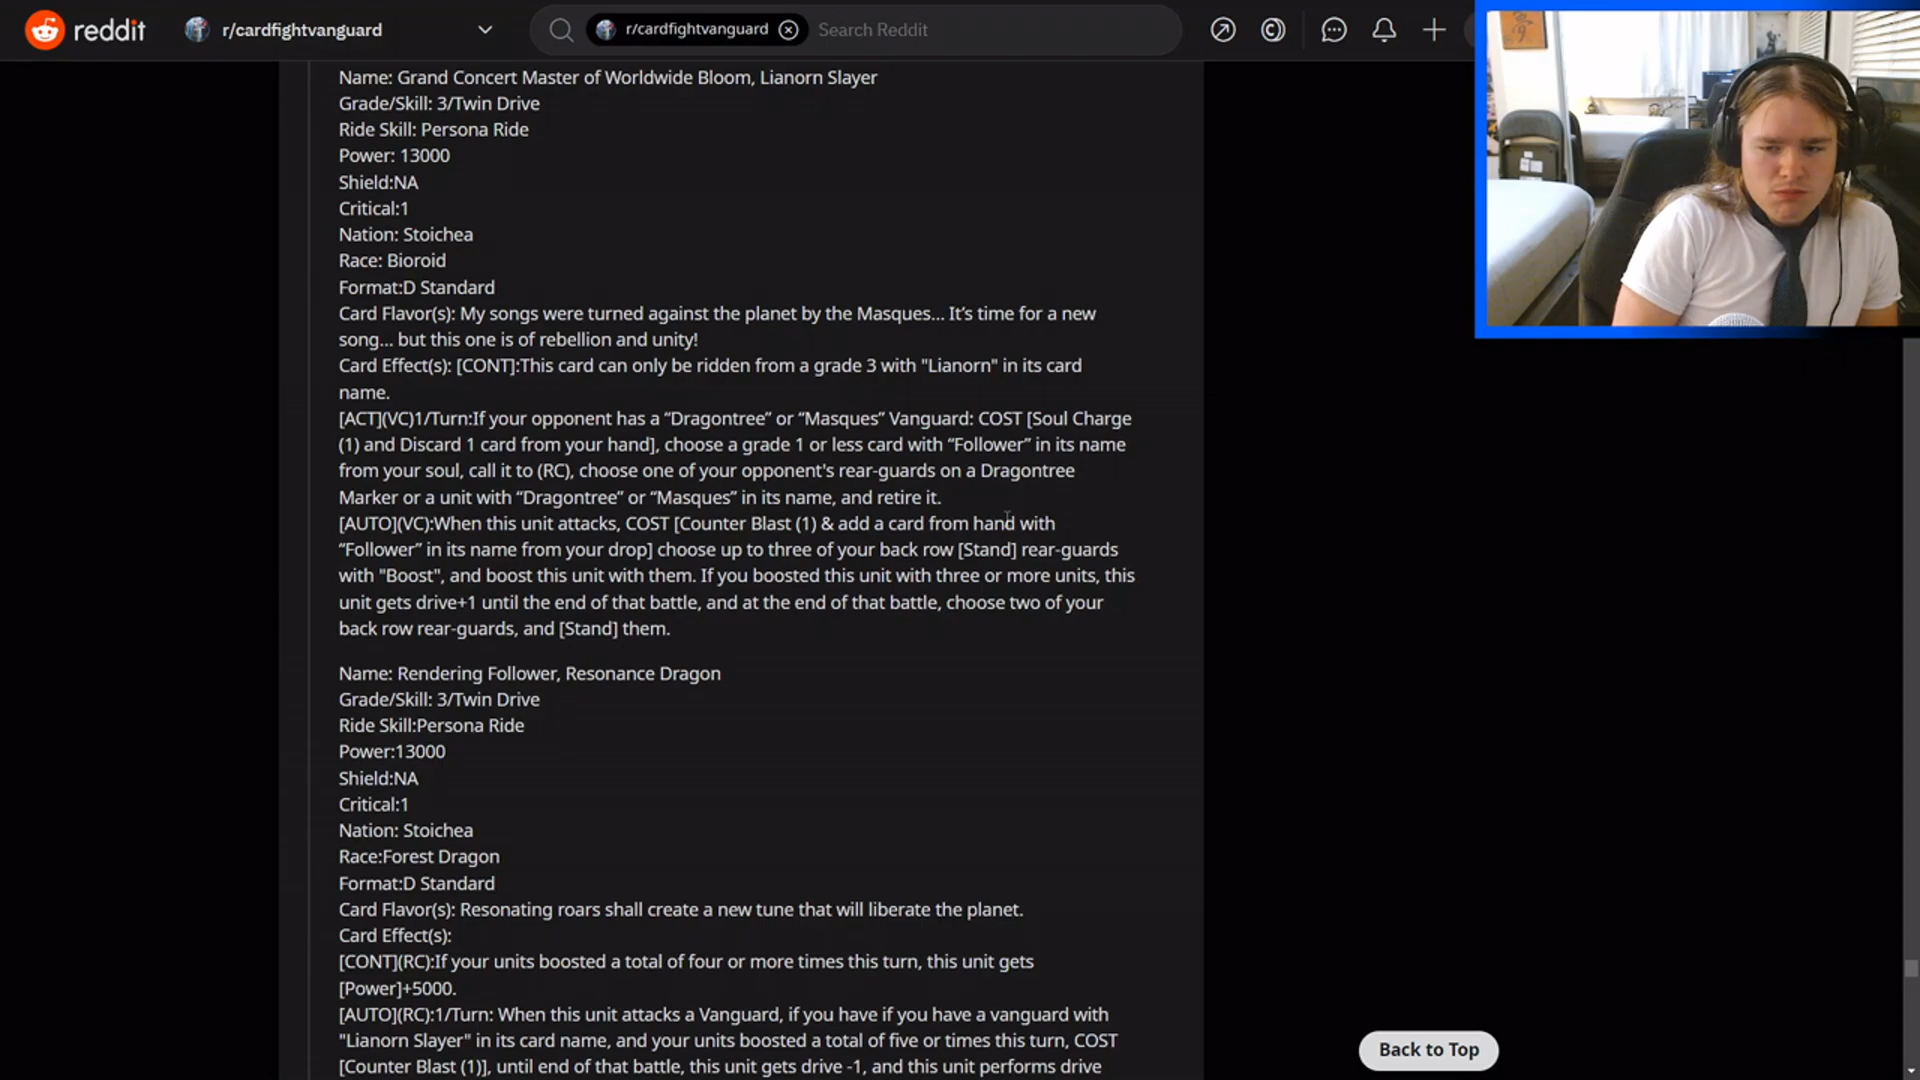 reddit r/cardfightvanguard r/cardfightvanguard Search Reddit
Name: Grand Concert Master of Worldwide Bloom, Lianorn Slayer
Grade/Skill: 3/Twin Drive
Ride Skill: Persona Ride
Power: 13000
Shield:NA
Critical:1
Nation: Stoichea
Race: Bioroid
Format:D Standard
Card Flavor(s): My songs were turned against the planet by the Masques... It’s time for a new
song... but this one is of rebellion and unity!
Card Effect(s): [CONT]:This card can only be ridden from a grade 3 with "Lianorn" in its card
name.
[ACT](VC)1/Turn:If your opponent has a “Dragontree” or “Masques” Vanguard: COST [Soul Charge
(1) and Discard 1 card from your hand], choose a grade 1 or less card with “Follower” in its name
from your soul, call it to (RC), choose one of your opponent's rear-guards on a Dragontree
Marker or a unit with “Dragontree” or “Masques” in its name, and retire it.
[AUTO](VC):When this unit attacks, COST [Counter Blast (1) & add a card from hand with
“Follower” in its name from your drop] choose up to three of your back row [Stand] rear-guards
with "Boost", and boost this unit with them. If you boosted this unit with three or more units, this
unit gets drive+1 until the end of that battle, and at the end of that battle, choose two of your
back row rear-guards, and [Stand] them.
Name: Rendering Follower, Resonance Dragon
Grade/Skill: 3/Twin Drive
Ride Skill:Persona Ride
Power:13000
Shield:NA
Critical:1
Nation: Stoichea
Race:Forest Dragon
Format:D Standard
Card Flavor(s): Resonating roars shall create a new tune that will liberate the planet.
Card Effect(s):
[CONT](RC):If your units boosted a total of four or more times this turn, this unit gets
[Power]+5000.
[AUTO](RC):1/Turn: When this unit attacks a Vanguard, if you have if you have a vanguard with
"Lianorn Slayer" in its card name, and your units boosted a total of five or times this turn, COST
[Counter Blast (1)], until end of that battle, this unit gets drive -1, and this unit performs drive
Back to Top